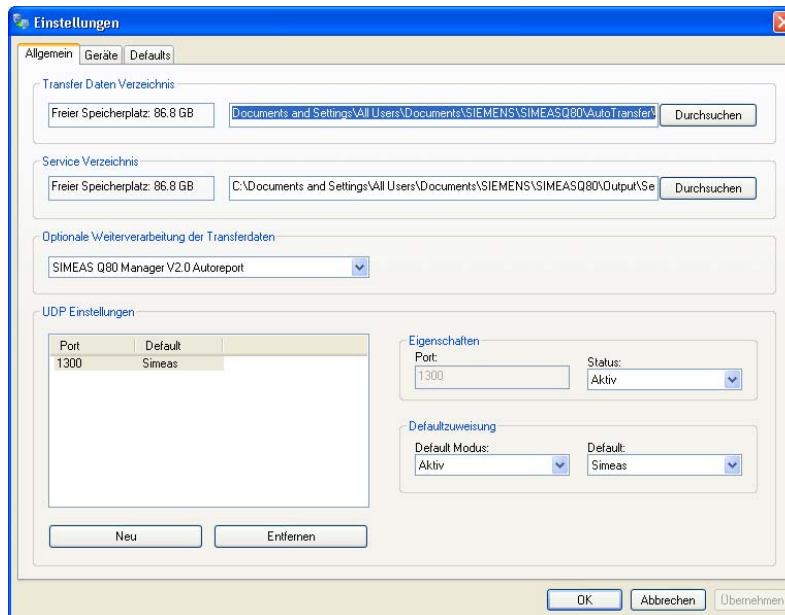 Einstellungen
Allgemein Geräte Defaults
Transfer Daten Verzeichnis
Freier Speicherplatz: 86.8 GB Documents and Settings\All Users\Documents\SIEMENS\SIMEASQ80\AutoTransfer\ Durchsuchen
Service Verzeichnis
Freier Speicherplatz: 86.8 GB C:\Documents and Settings\All Users\Documents\SIEMENS\SIMEASQ80\Output\Se Durchsuchen
Optionale Weiterverarbeitung der Transferdaten
SIMEAS Q80 Manager V2.0 Autoreport
UDP Einstellungen
Port Default
1300 Simeas
Eigenschaften
Port: Status:
1300 Aktiv
Defaultzuweisung
Default Modus: Default:
Aktiv Simeas
Neu Entfernen
OK Abbrechen Übernehmen